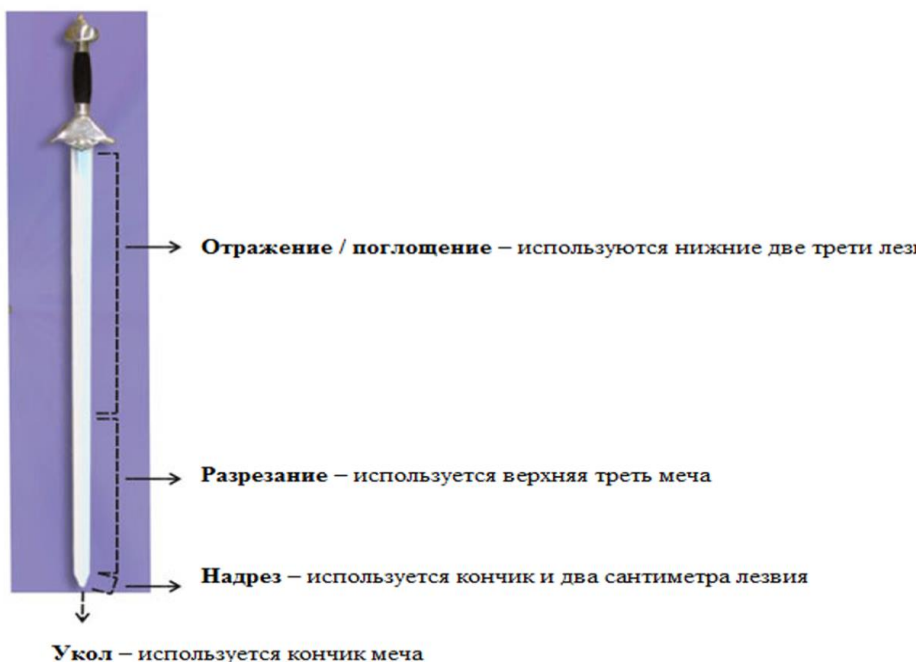 Отражение / поглощение – используются нижние две трети
Разрезание – используется верхняя треть меча
Надрез – используется кончик и два сантиметра лезвия
Укол – используется кончик меча